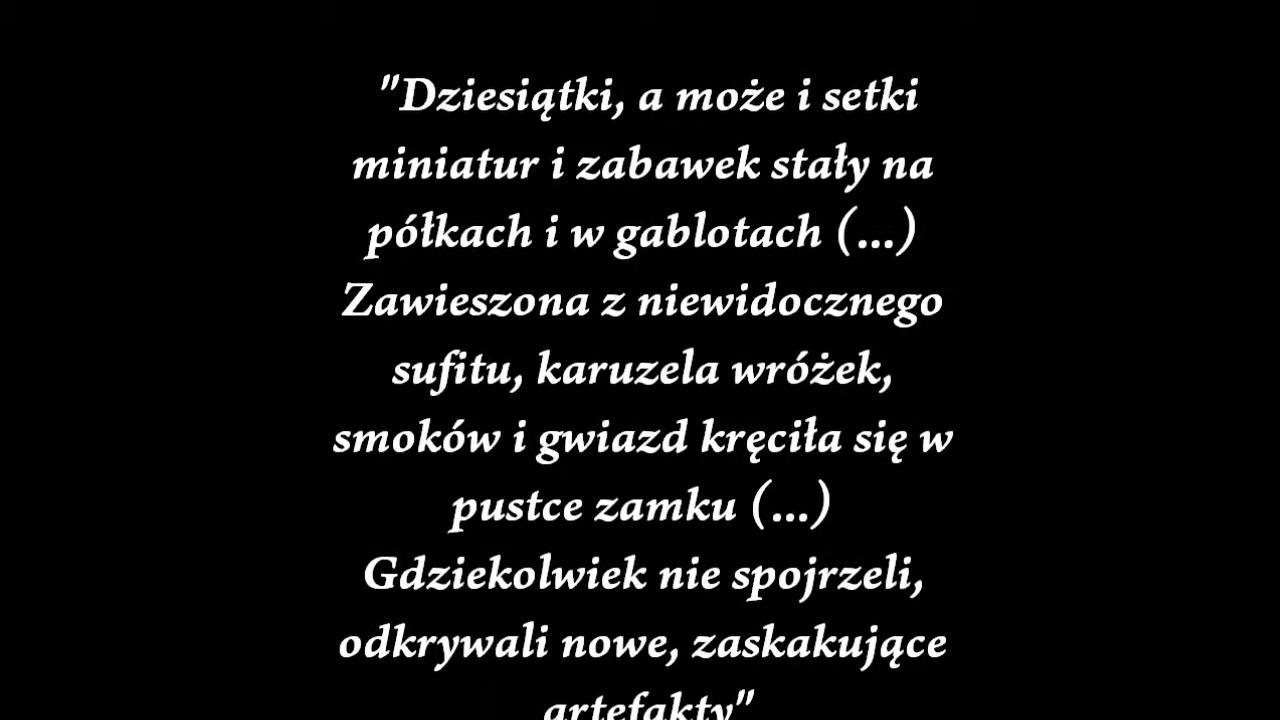 "Dziesiątki, a może i setki
miniatur i zabawek stały na
półkach i w gablotach (...)
Zawieszona z niewidocznego
sufitu, karuzela wróżek,
smoków i gwiazd kręciła się w
pustce zamku (...)
Gdziekolwiek nie spojrzeli,
odkrywali nowe, zaskakujące
artefakty"